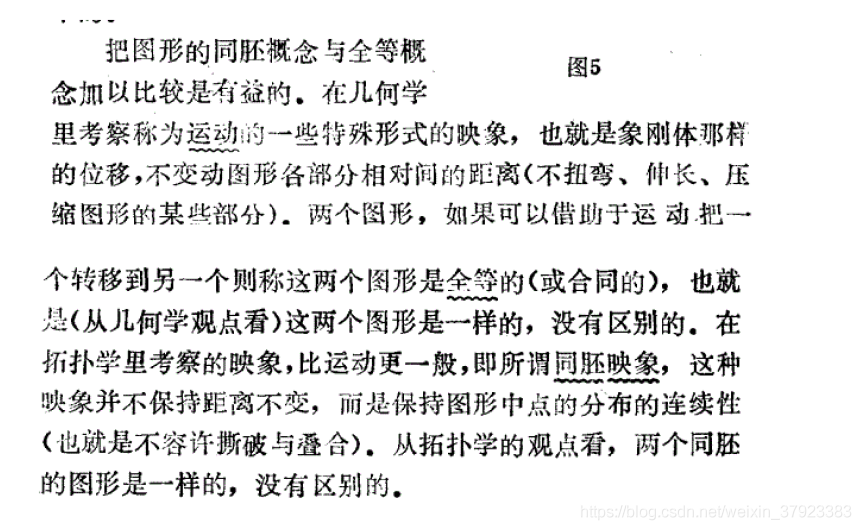 把图形的同胚概念与全等概
图5
念加以比较是有益的。在几何学
里考察称为运动的一些特殊形式的映象，也就是象刚体那样
的位移，不变动图形各部分相对间的距离（不扭弯、伸长、压
缩图形的某些部分）。两个图形，如果可以借助于运动把一
个转移到另一个则称这两个图形是全等的（或合同的），也就
是（从几何学观点看）这两个图形是一样的，没有区别的。在
拓扑学里考察的映象，比运动更一般，即所谓同胚映象，这种
映象并不保持距离不变，而是保持图形中点的分布的连续性
（也就是不容许撕破与叠合）。从拓扑学的观点看，两个同胚
的图形是一样的，没有区别的。
https://blog.csdn.net/weixin_37923383